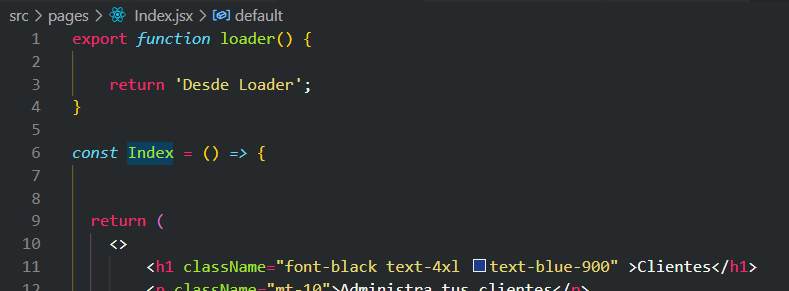 src > pages > Index.jsx > default
1 export function loader() {
2
3 return 'Desde Loader';
4 }
5
6 const Index = () => {
7
8
9 return (
10 <>
11 <h1 className="font-black text-4xl text-blue-900" >Clientes</h1>
12 <p className="mt-10">Administra tus clientes</p>